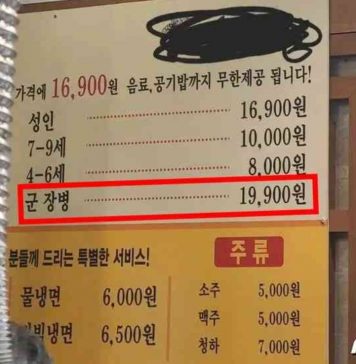 가격에 16,900원 음료,공기밥까지 무한제공 됩니다!
성인 16,900원
7-9세 10,000원
4-6세 8,000원
군 장병 19,900원
분들께 드리는 특별한 서비스!
물냉면 6,000원
비빔냉면 6,500원
주류
소주 5,000원
맥주 5,000원
청하 7,000원